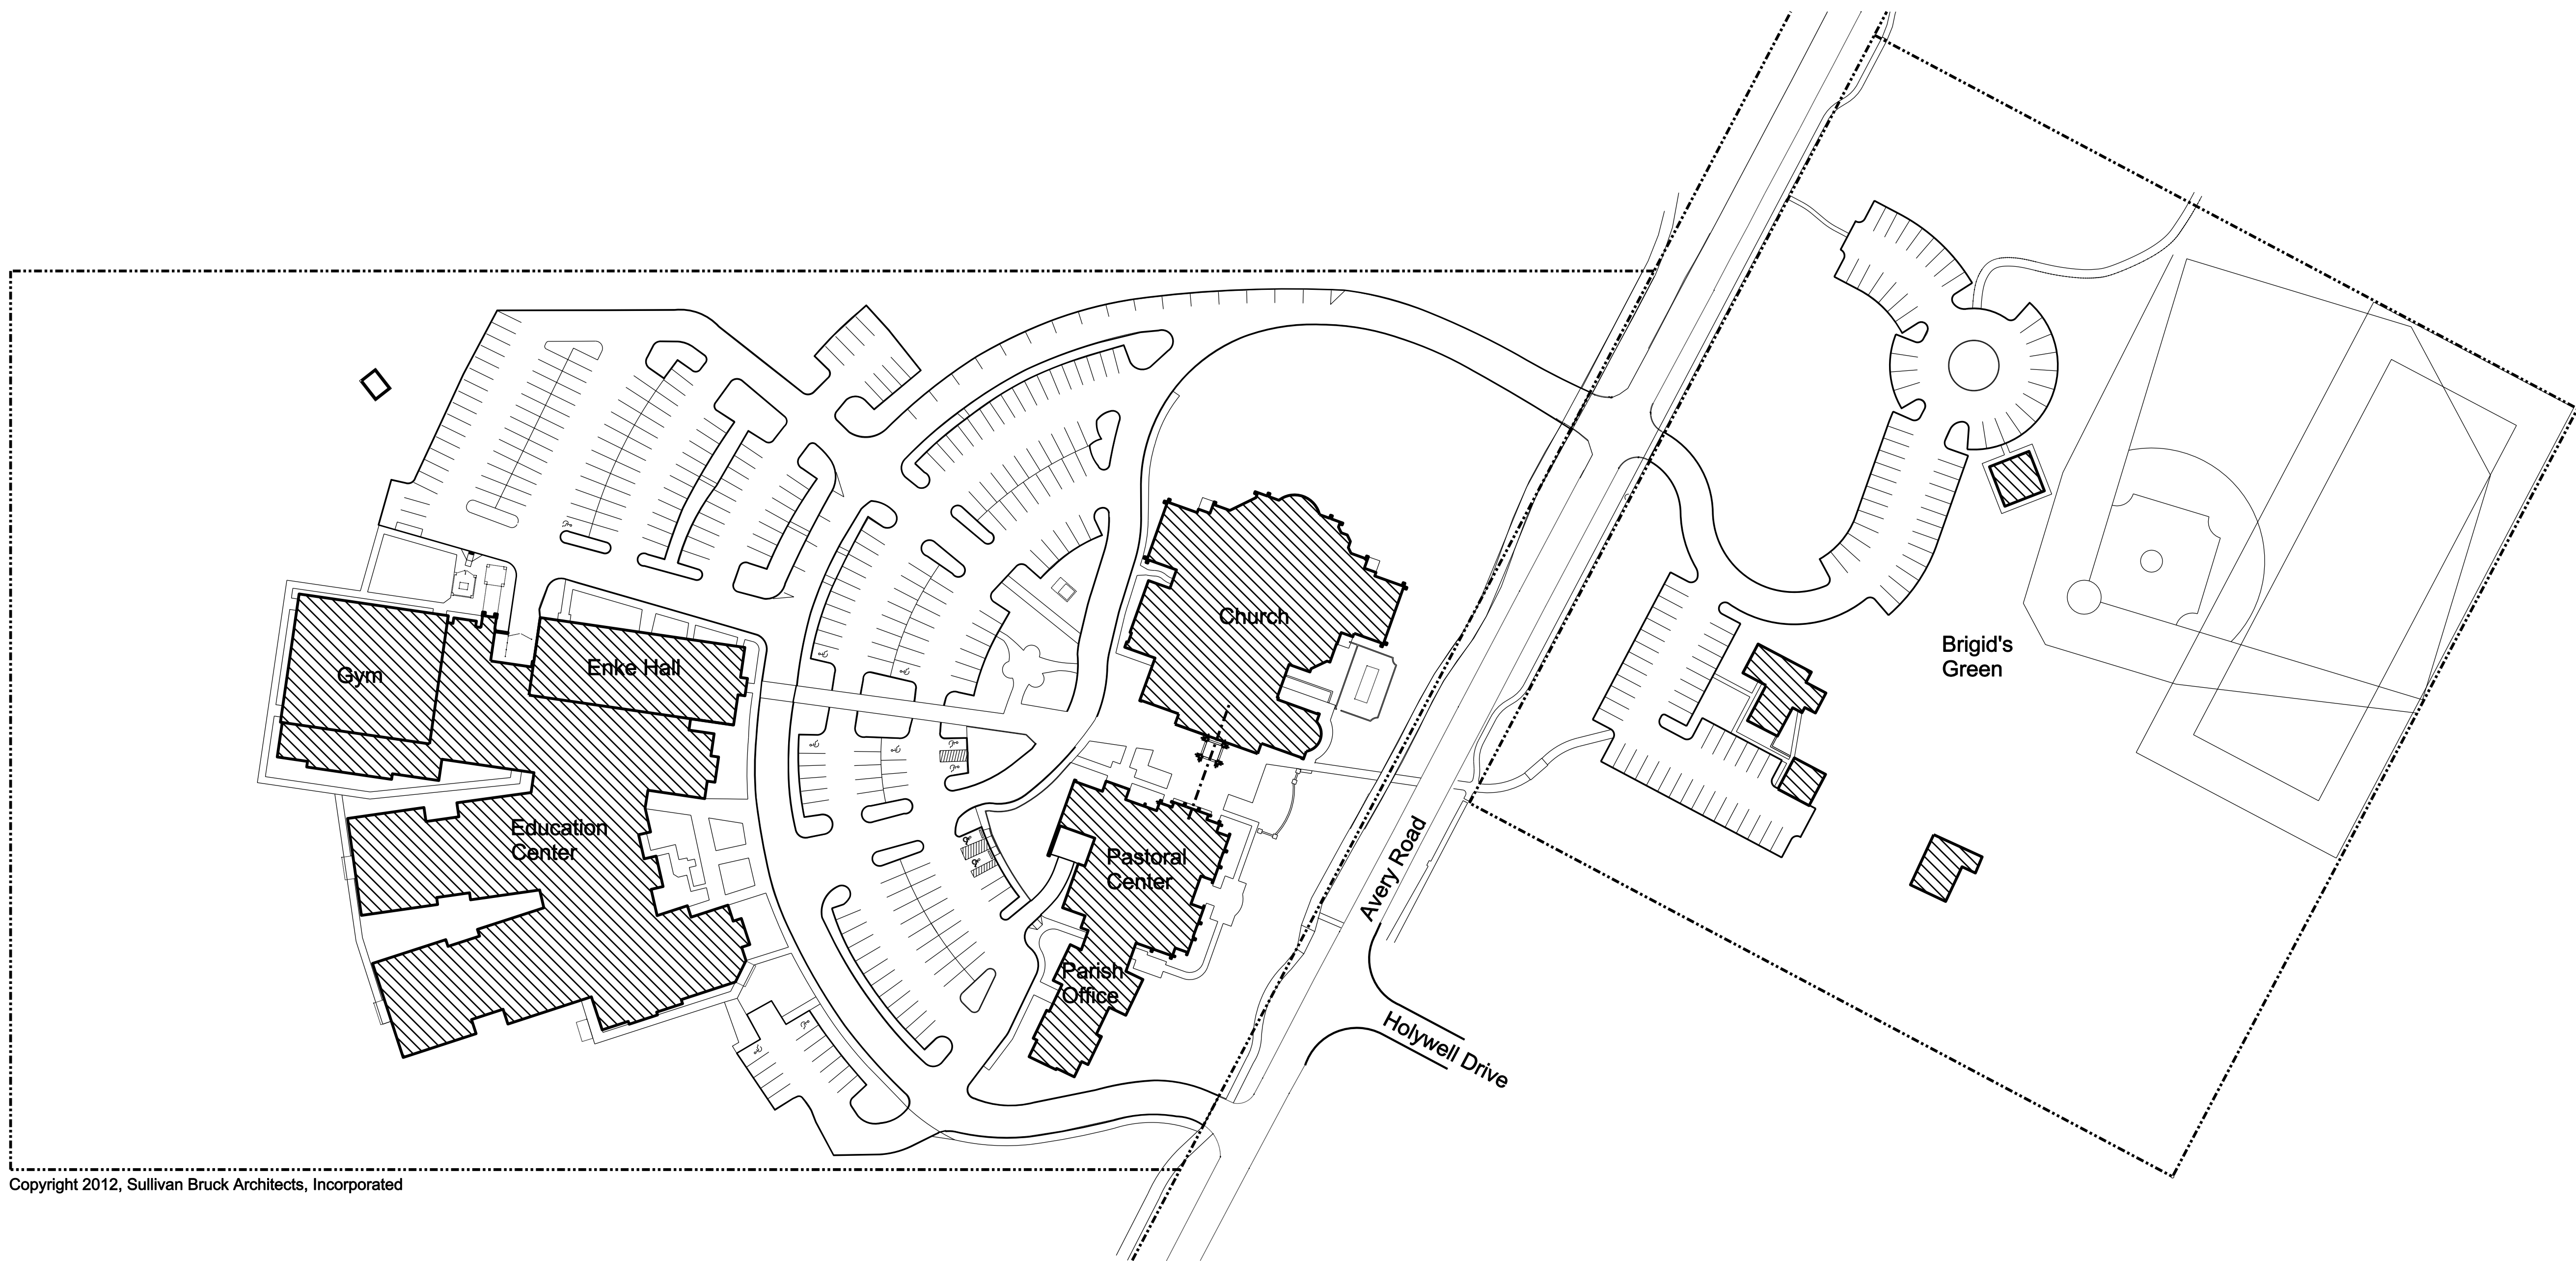 Gym
Enke Hall
Church
Education
Center
Pastoral
Center
Parish
Office
Avery Road
Holywell Drive
Brigid's
Green
Copyright 2012, Sullivan Bruck Architects, Incorporated